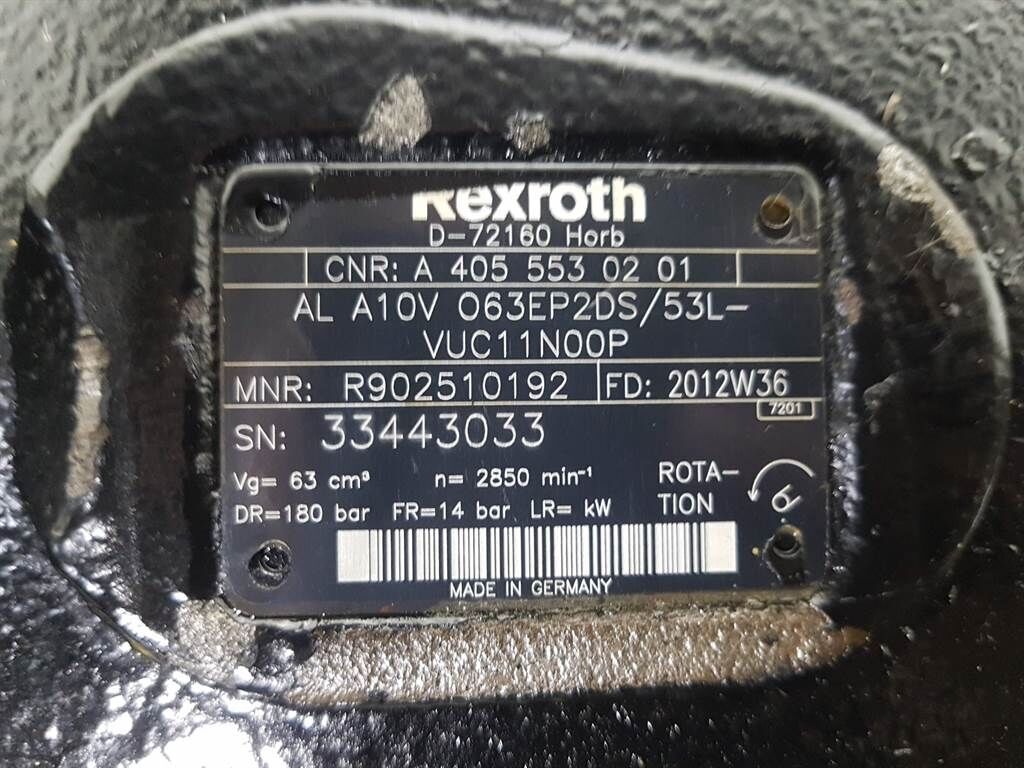 Rexroth
D-72160 Horb
CNR: A 405 553 02 01
AL A10V O63EP2DS/53L-
VUC11N00P
MNR: R902510192 FD: 2012W36
7201
SN: 33443033
Vg= 63 cm³ n= 2850 min⁻¹ ROTA-
DR=180 bar FR=14 bar LR= kW TION
MADE IN GERMANY